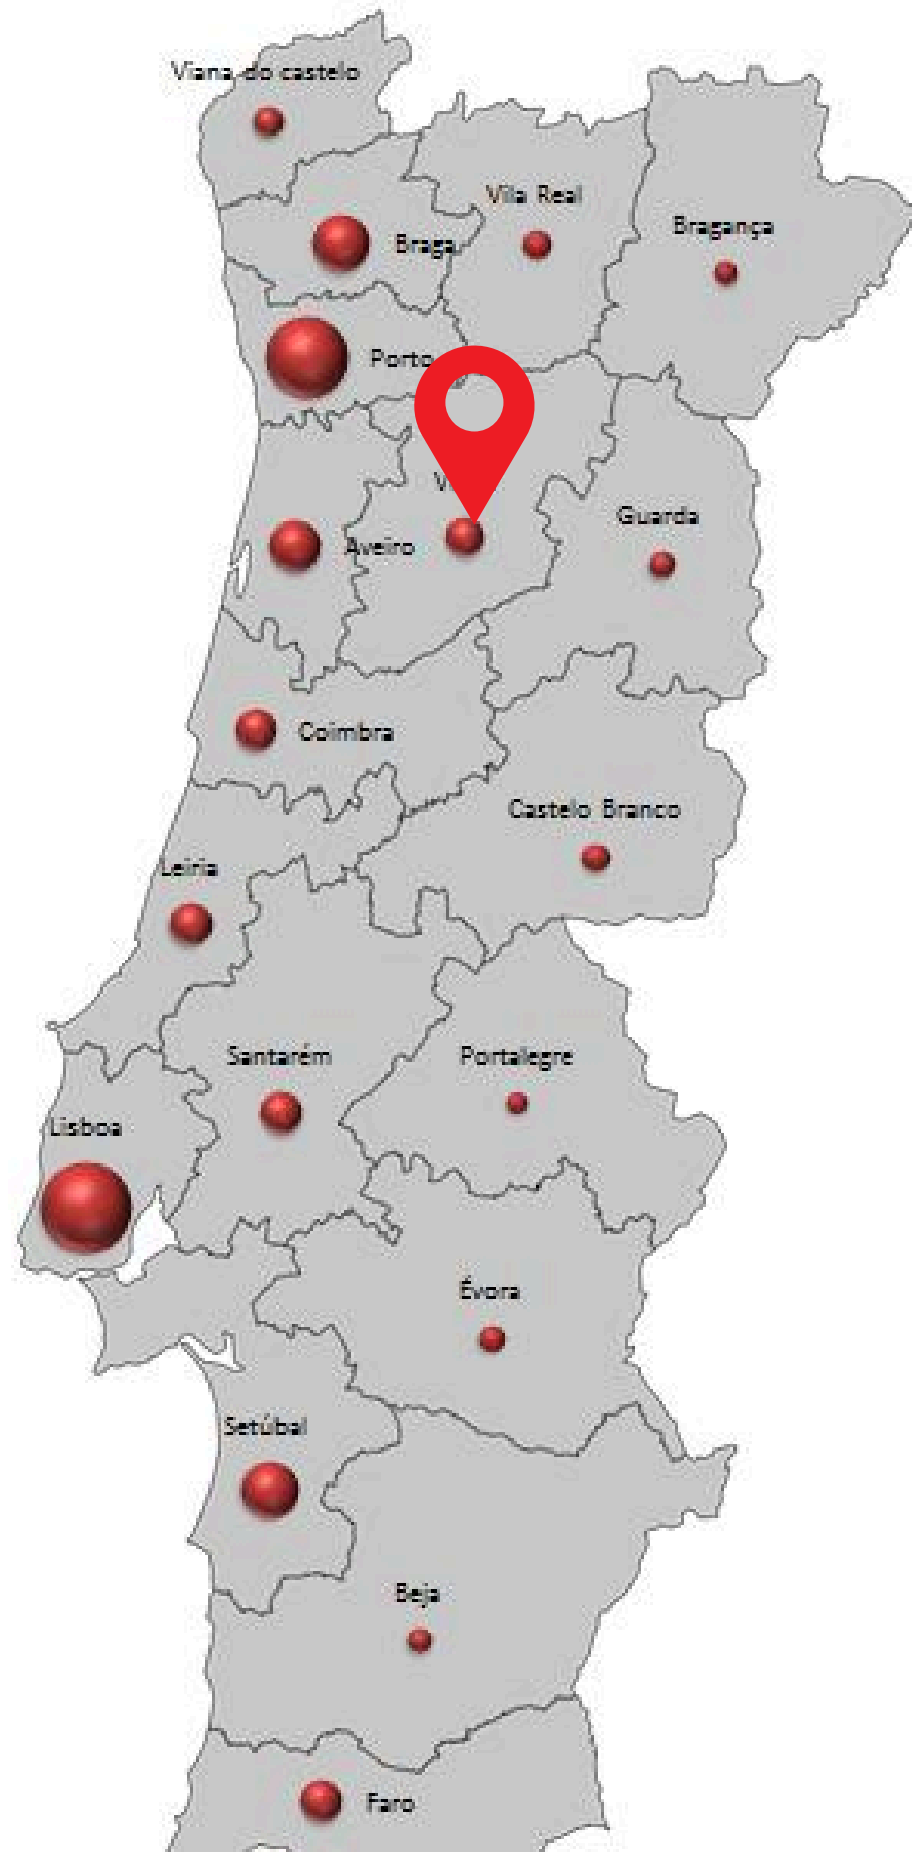 Viana do castelo
Vila Real
Bragança
Braga
Porto
Guarda
Aveiro
Coimbra
Castelo Branco
Leiria
Santarém
Portalegre
Lisboa
Évora
Setúbal
Beja
Faro